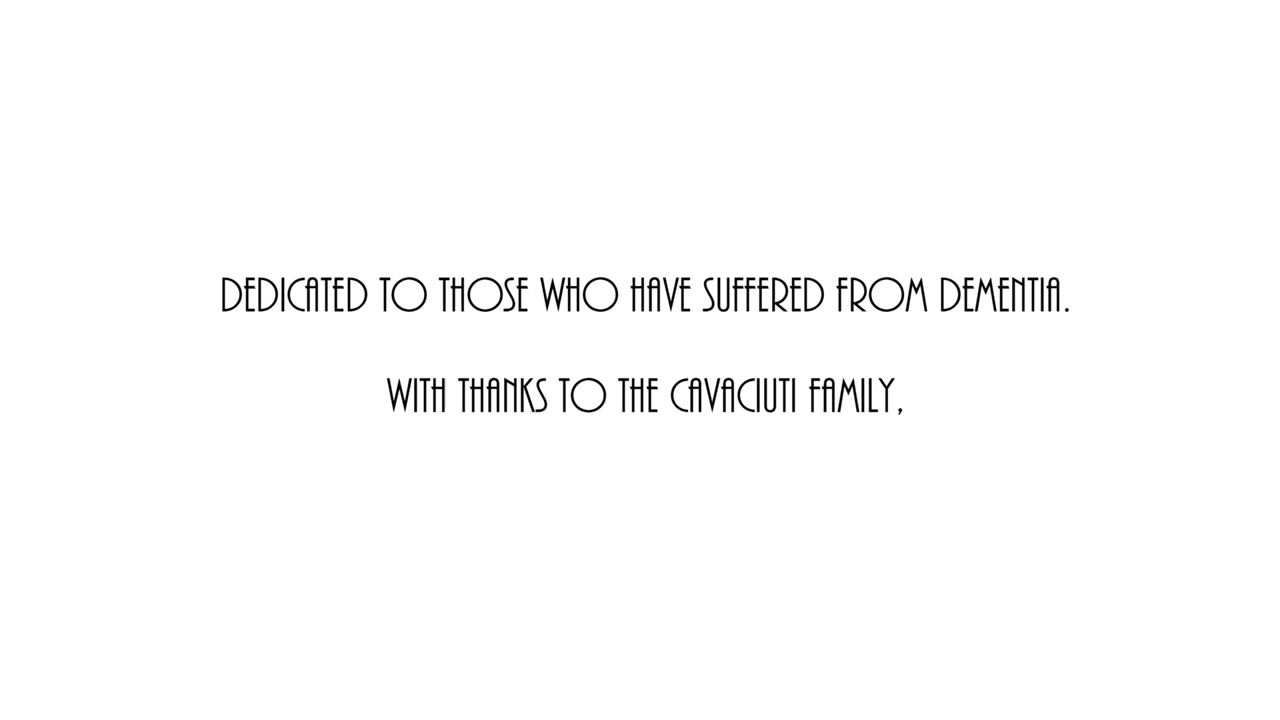 DEDICATED TO THOSE WHO HAVE SUFFERED FROM DEMENTIA.
WITH THANKS TO THE CAVACIUTI FAMILY,